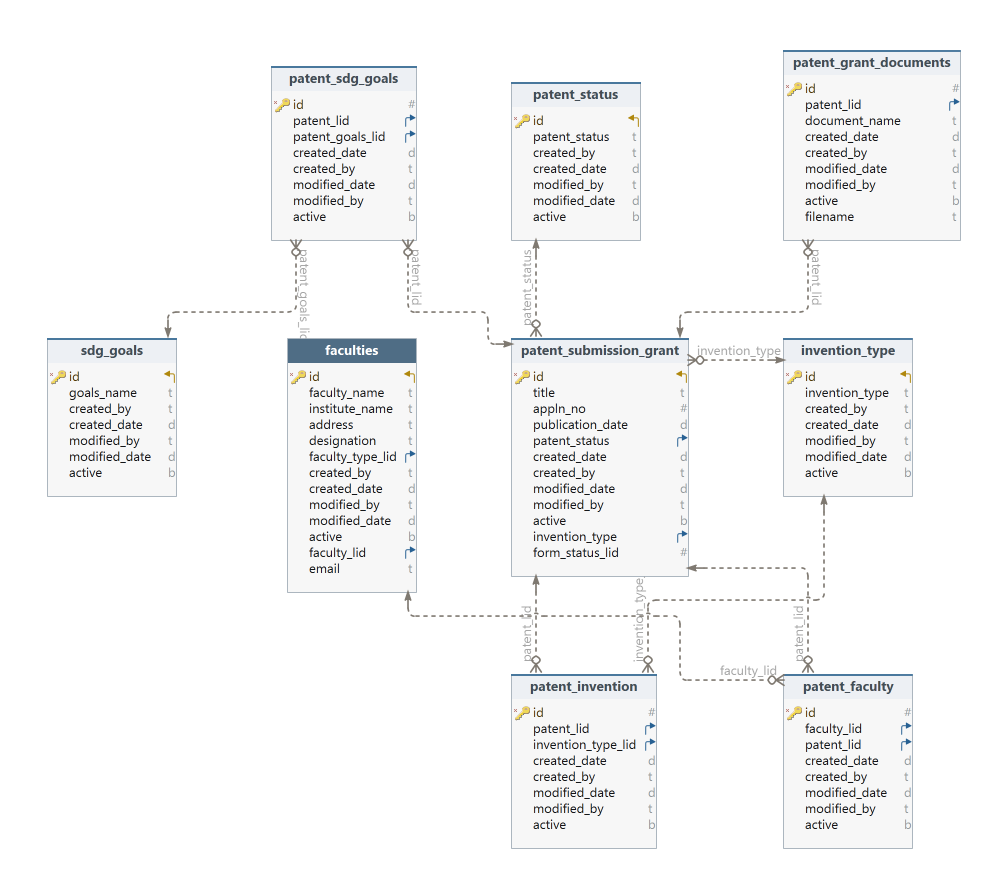 patent_sdg_goals
id #
patent_lid
patent_goals_lid
created_date d
created_by t
modified_date d
modified_by t
active b
patent_status
id
patent_status t
created_by t
created_date d
modified_by t
modified_date d
active b
patent_grant_documents
id #
patent_lid
document_name t
created_date d
created_by t
modified_date d
modified_by t
active b
filename t
patent_goals_lid
patent_lid
patent_status
patent_lid
sdg_goals
id
goals_name t
created_by t
created_date d
modified_by t
modified_date d
active b
faculties
id
faculty_name t
institute_name t
address t
designation t
faculty_type_lid
created_by t
created_date d
modified_by t
modified_date d
active b
faculty_lid
email t
patent_submission_grant
id
title t
appln_no #
publication_date d
patent_status
created_date d
created_by t
modified_date d
modified_by t
active b
invention_type
form_status_lid #
invention_type
invention_type
id
invention_type t
created_by t
created_date d
modified_by t
modified_date d
active b
patent_lid
invention_type
patent_lid
faculty_lid
patent_invention
id #
patent_lid
invention_type_lid
created_date d
created_by t
modified_date d
modified_by t
active b
patent_faculty
id #
faculty_lid
patent_lid
created_date d
created_by t
modified_date d
modified_by t
active b